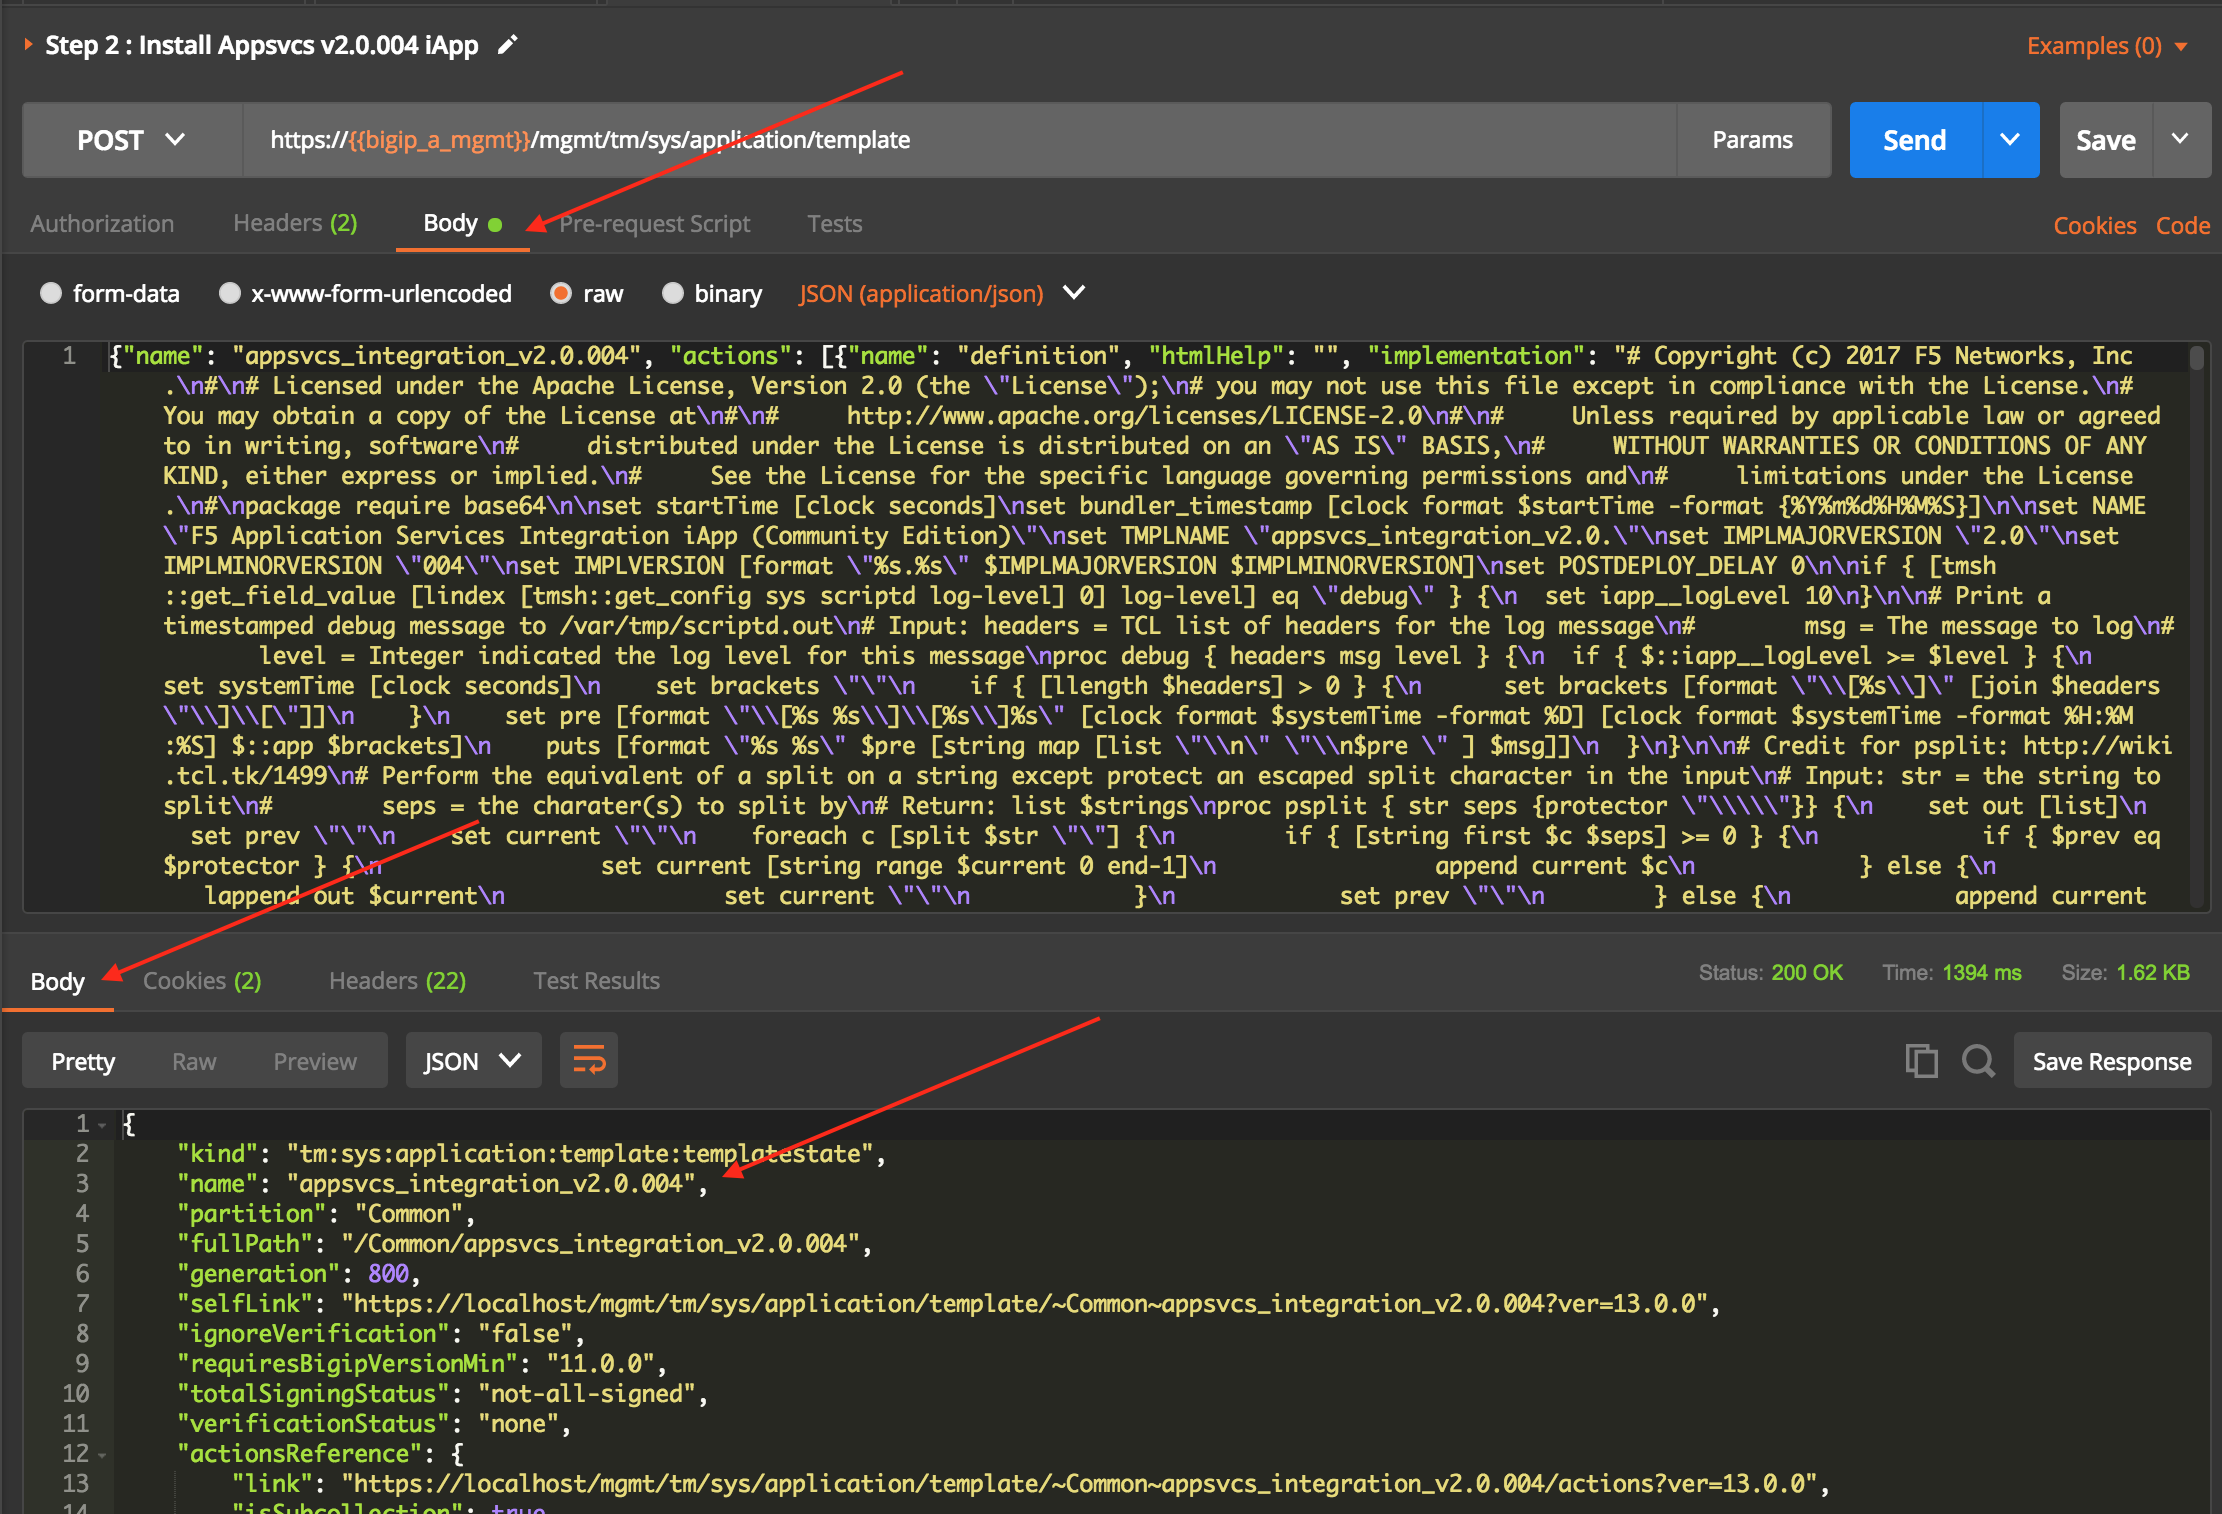 Step 2 : Install Appsvcs v2.0.004 iApp
Examples (0)
POST
https://{{bigip_a_mgmt}}/mgmt/tm/sys/application/template
Params
Send
Save
Authorization
Headers (2)
Body
Pre-request Script
Tests
Cookies
Code
form-data
x-www-form-urlencoded
raw
binary
JSON (application/json)
1 {"name": "appsvcs_integration_v2.0.004", "actions": [{"name": "definition", "htmlHelp": "", "implementation": "# Copyright (c) 2017 F5 Networks, Inc
.\n#\n# Licensed under the Apache License, Version 2.0 (the \"License\");\n# you may not use this file except in compliance with the License.\n#
You may obtain a copy of the License at\n#\n#     http://www.apache.org/licenses/LICENSE-2.0\n#\n#     Unless required by applicable law or agreed
to in writing, software\n#     distributed under the License is distributed on an \"AS IS\" BASIS,\n#     WITHOUT WARRANTIES OR CONDITIONS OF ANY
KIND, either express or implied.\n#     See the License for the specific language governing permissions and\n#     limitations under the License
.\n#\npackage require base64\n\nset startTime [clock seconds]\nset bundler_timestamp [clock format $startTime -format {%Y%m%d%H%M%S}]\n\nset NAME
\"F5 Application Services Integration iApp (Community Edition)\"\nset TMPLNAME \"appsvcs_integration_v2.0.\"\nset IMPLMAJORVERSION \"2.0\"\nset
IMPLMINORVERSION \"004\"\nset IMPLVERSION [format \"%s.%s\" $IMPLMAJORVERSION $IMPLMINORVERSION]\nset POSTDEPLOY_DELAY 0\n\nif { [tmsh
::get_field_value [lindex [tmsh::get_config sys scriptd log-level] 0] log-level] eq \"debug\" } {\n  set iapp__logLevel 10\n}\n\n# Print a
timestamped debug message to /var/tmp/scriptd.out\n# Input: headers = TCL list of headers for the log message\n#        msg = The message to log\n#
level = Integer indicated the log level for this message\nproc debug { headers msg level } {\n  if { $::iapp__logLevel >= $level } {\n
set systemTime [clock seconds]\n    set brackets \"\"\n    if { [llength $headers] > 0 } {\n      set brackets [format \"\\[%s\\]\" [join $headers
\"\\]\\[\"]]\n    }\n    set pre [format \"\\[%s %s\\]\\[%s\\]%s\" [clock format $systemTime -format %D] [clock format $systemTime -format %H:%M
:%S] $::app $brackets]\n    puts [format \"%s %s\" $pre [string map [list \"\\n\" \"\\n$pre \" ] $msg]]\n  }\n}\n\n# Credit for psplit: http://wiki
.tcl.tk/1499\n# Perform the equivalent of a split on a string except protect an escaped split character in the input\n# Input: str = the string to
split\n#        seps = the charater(s) to split by\n# Return: list $strings\nproc psplit { str seps {protector \"\\\\\"}} {\n    set out [list]\n
set prev \"\"\n    set current \"\"\n    foreach c [split $str \"\"] {\n        if { [string first $c $seps] >= 0 } {\n            if { $prev eq
$protector } {\n                set current [string range $current 0 end-1]\n                append current $c\n            } else {\n
lappend out $current\n                set current \"\"\n            }\n            set prev \"\"\n        } else {\n            append current
Body
Cookies (2)
Headers (22)
Test Results
Status: 200 OK
Time: 1394 ms
Size: 1.62 KB
Pretty
Raw
Preview
JSON
Save Response
1 {
2 "kind": "tm:sys:application:template:templatestate",
3 "name": "appsvcs_integration_v2.0.004",
4 "partition": "Common",
5 "fullPath": "/Common/appsvcs_integration_v2.0.004",
6 "generation": 800,
7 "selfLink": "https://localhost/mgmt/tm/sys/application/template/~Common~appsvcs_integration_v2.0.004?ver=13.0.0",
8 "ignoreVerification": "false",
9 "requiresBigipVersionMin": "11.0.0",
10 "totalSigningStatus": "not-all-signed",
11 "verificationStatus": "none",
12 "actionsReference": {
13 "link": "https://localhost/mgmt/tm/sys/application/template/~Common~appsvcs_integration_v2.0.004/actions?ver=13.0.0",
14 "isSubcollection": true